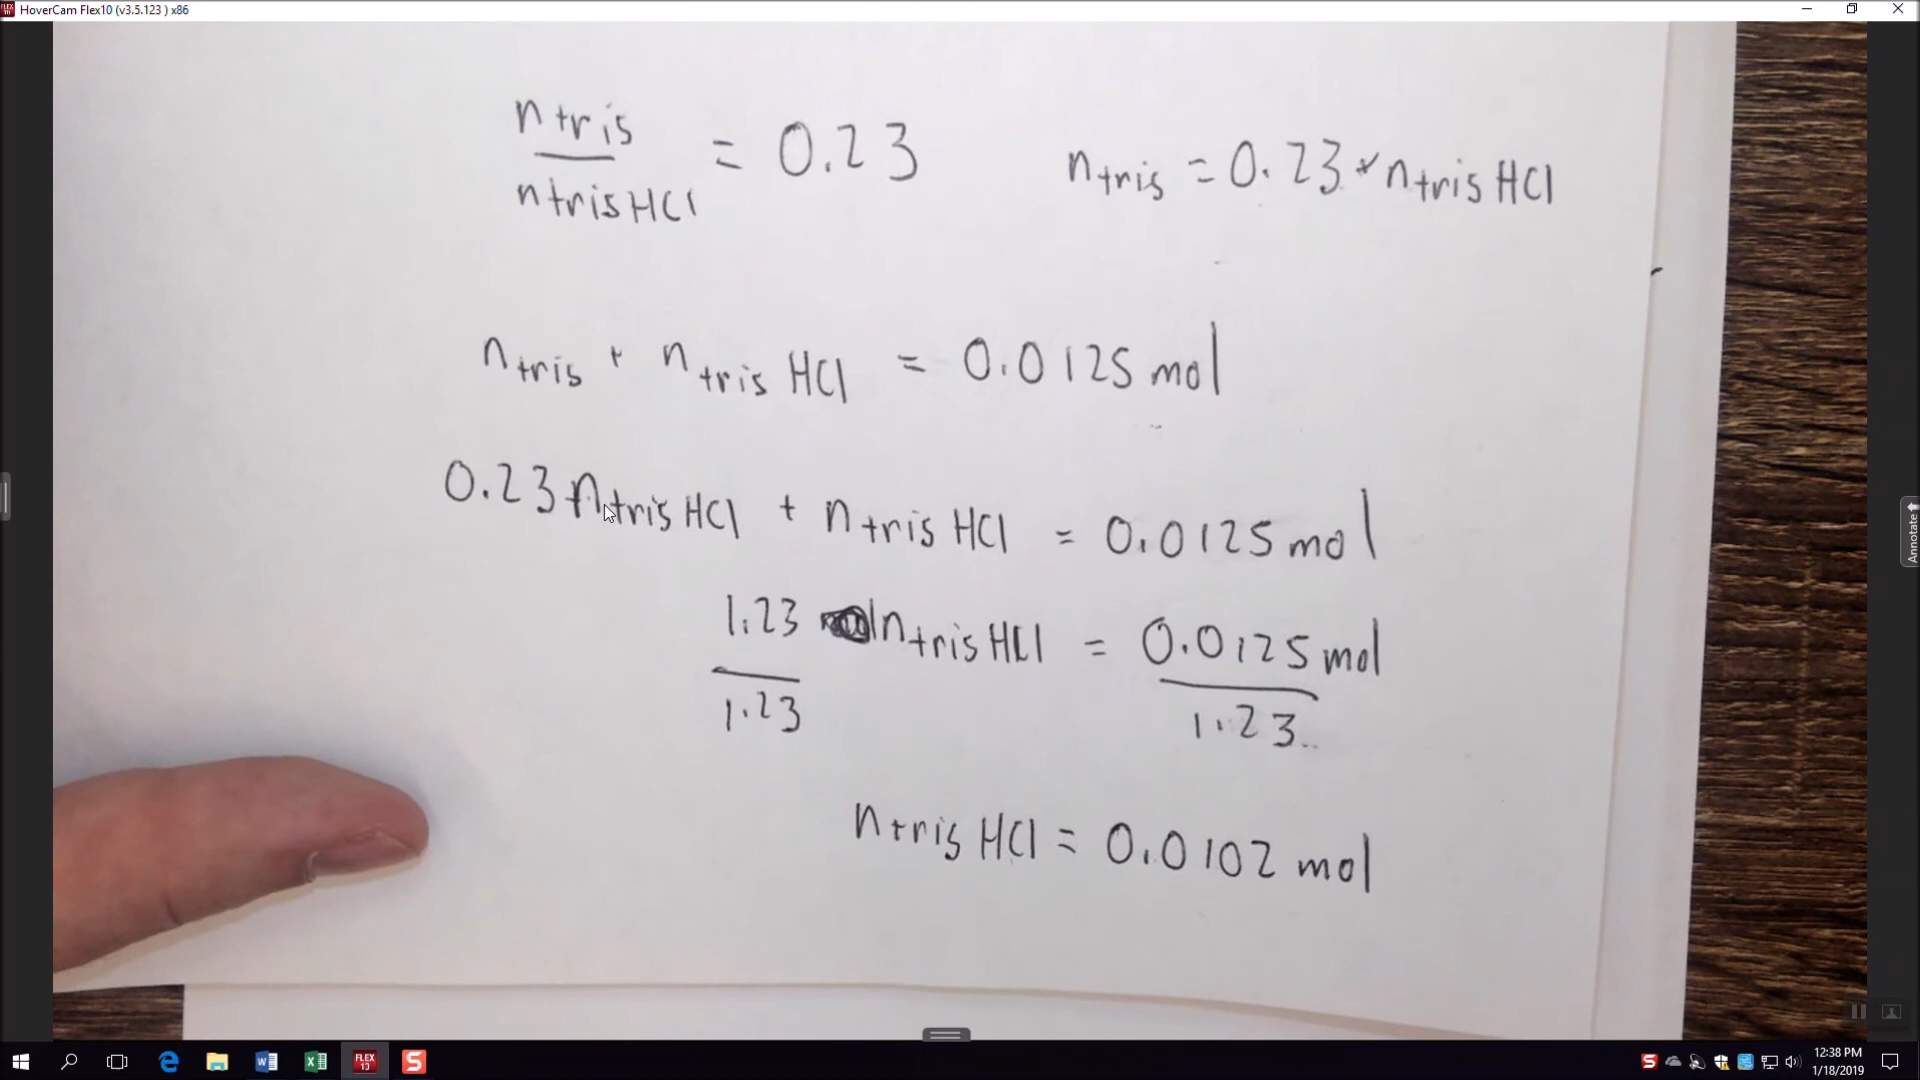 HoverCam Flex10 (v3.5.123 ) x86
n tris / n tris HCl = 0.23
n tris = 0.23 * n tris HCl
n tris + n tris HCl = 0.0125 mol
0.23 n tris HCl + n tris HCl = 0.0125 mol
1.23 n tris HCl = 0.0125 mol
1.23 1.23
n tris HCl = 0.0102 mol
Annotate
FLEX 10
12:38 PM
1/18/2019